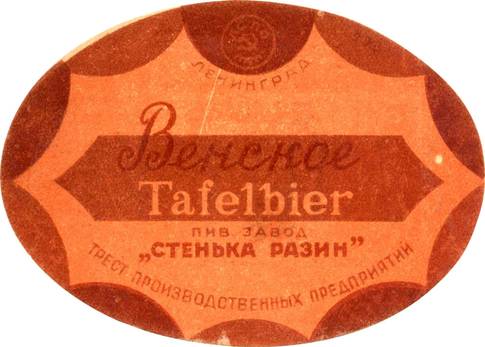 ЛЕНИНГРАД
Венское
Tafelbier
ПИВ. ЗАВОД
„СТЕНЬКА РАЗИН"
ТРЕСТ ПРОИЗВОДСТВЕННЫХ ПРЕДПРИЯТИЙ